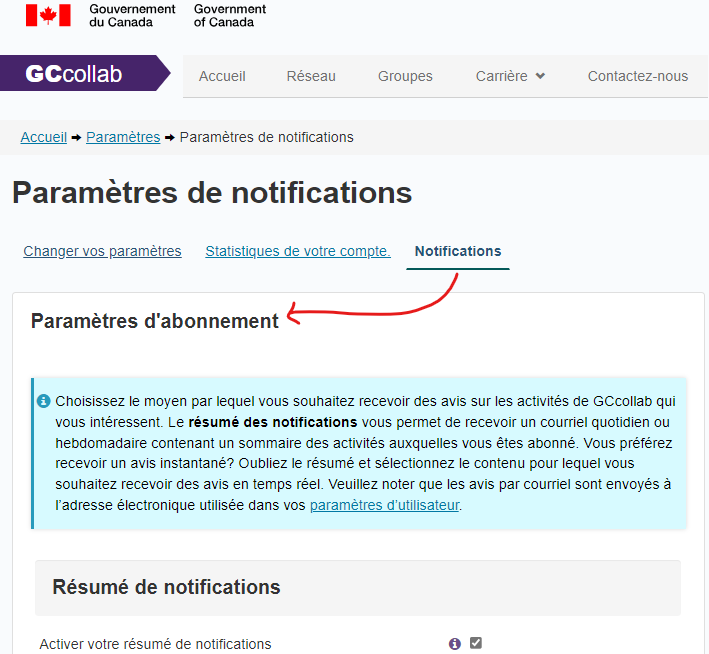 Gouvernement du Canada
Government of Canada
GCcollab
Accueil Réseau Groupes Carrière Contactez-nous
Accueil ➞ Paramètres ➞ Paramètres de notifications
Paramètres de notifications
Changer vos paramètres Statistiques de votre compte. Notifications
Paramètres d'abonnement
Choisissez le moyen par lequel vous souhaitez recevoir des avis sur les activités de GCcollab qui
vous intéressent. Le résumé des notifications vous permet de recevoir un courriel quotidien ou
hebdomadaire contenant un sommaire des activités auxquelles vous êtes abonné. Vous préférez
recevoir un avis instantané? Oubliez le résumé et sélectionnez le contenu pour lequel vous
souhaitez recevoir des avis en temps réel. Veuillez noter que les avis par courriel sont envoyés à
l’adresse électronique utilisée dans vos paramètres d’utilisateur.
Résumé de notifications
Activer votre résumé de notifications